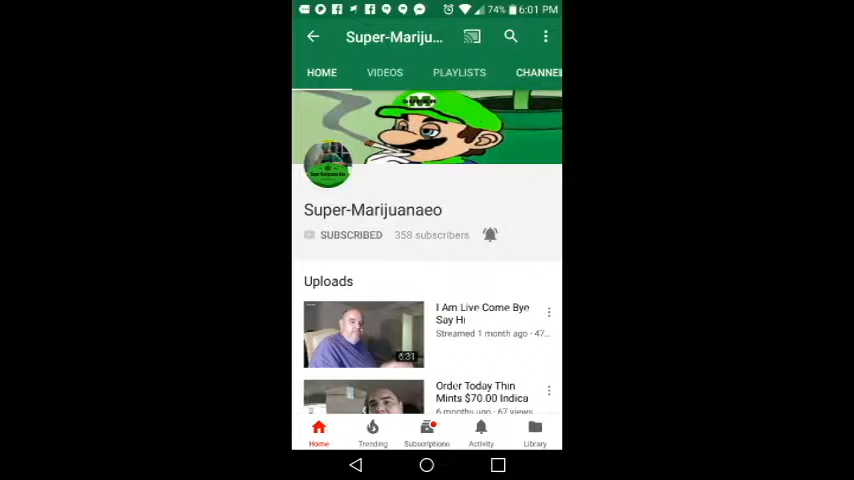 74% 6:01 PM
Super-Mariju...
HOME VIDEOS PLAYLISTS CHANNEL
SUPER
M
Super-Marijuanaeo
SUBSCRIBED 358 subscribers
Uploads
I Am Live Come Bye
Say Hi
Streamed 1 month ago · 47...
6:31
Order Today Thin
Mints $70.00 Indica
6 months ago · 67 views
Home Trending Subscriptions Activity Library